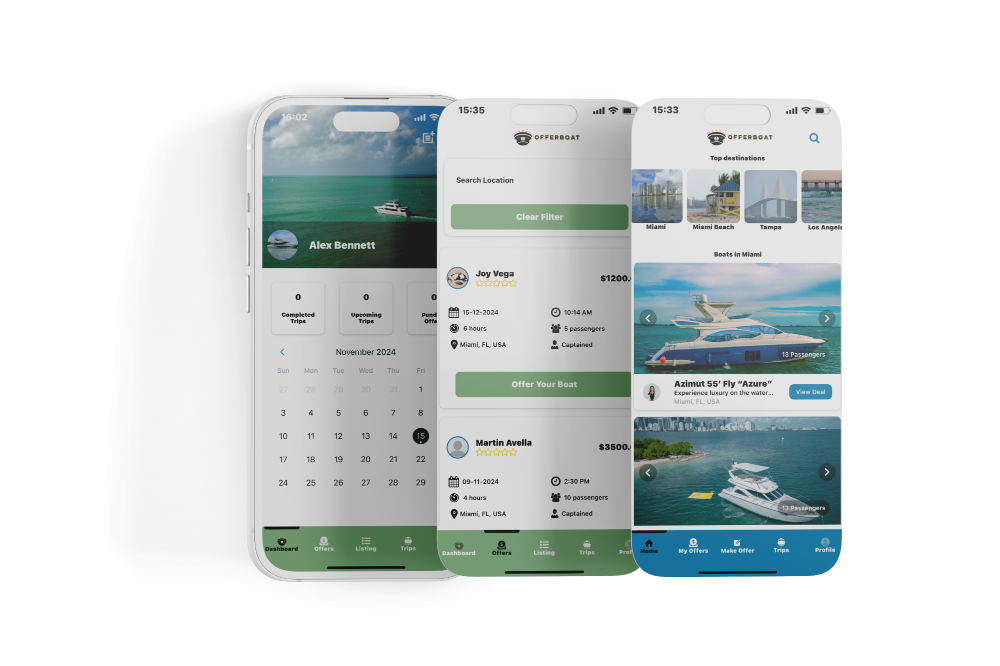 16:02
Alex Bennett
0
Completed
Trips
0
Upcoming
Trips
0
Pend
Offe
November 2024
Sun Mon Tue Wed Thu Fri
27 28 29 30 31 1
3 4 5 6 7 8
10 11 12 13 14 15
17 18 19 20 21 22
24 25 26 27 28 29
Dashboard Offers Listing Trips
15:35
OFFERBOAT
Search Location
Clear Filter
Joy Vega
$1200.
15-12-2024 10:14 AM
6 hours 5 passengers
Miami, FL, USA Captained
Offer Your Boat
Martin Avella
$3500.
09-11-2024 2:30 PM
4 hours 10 passengers
Miami, FL, USA Captained
Dashboard Offers Listing Trips Prof
15:33
OFFERBOAT
Top destinations
Miami Miami Beach Tampa Los Angele
Boats in Miami
13 Passengers
Azimut 55’ Fly “Azure”
Experience luxury on the water...
Miami, FL, USA
View Deal
13 Passengers
Home My Offers Make Offer Trips Profile